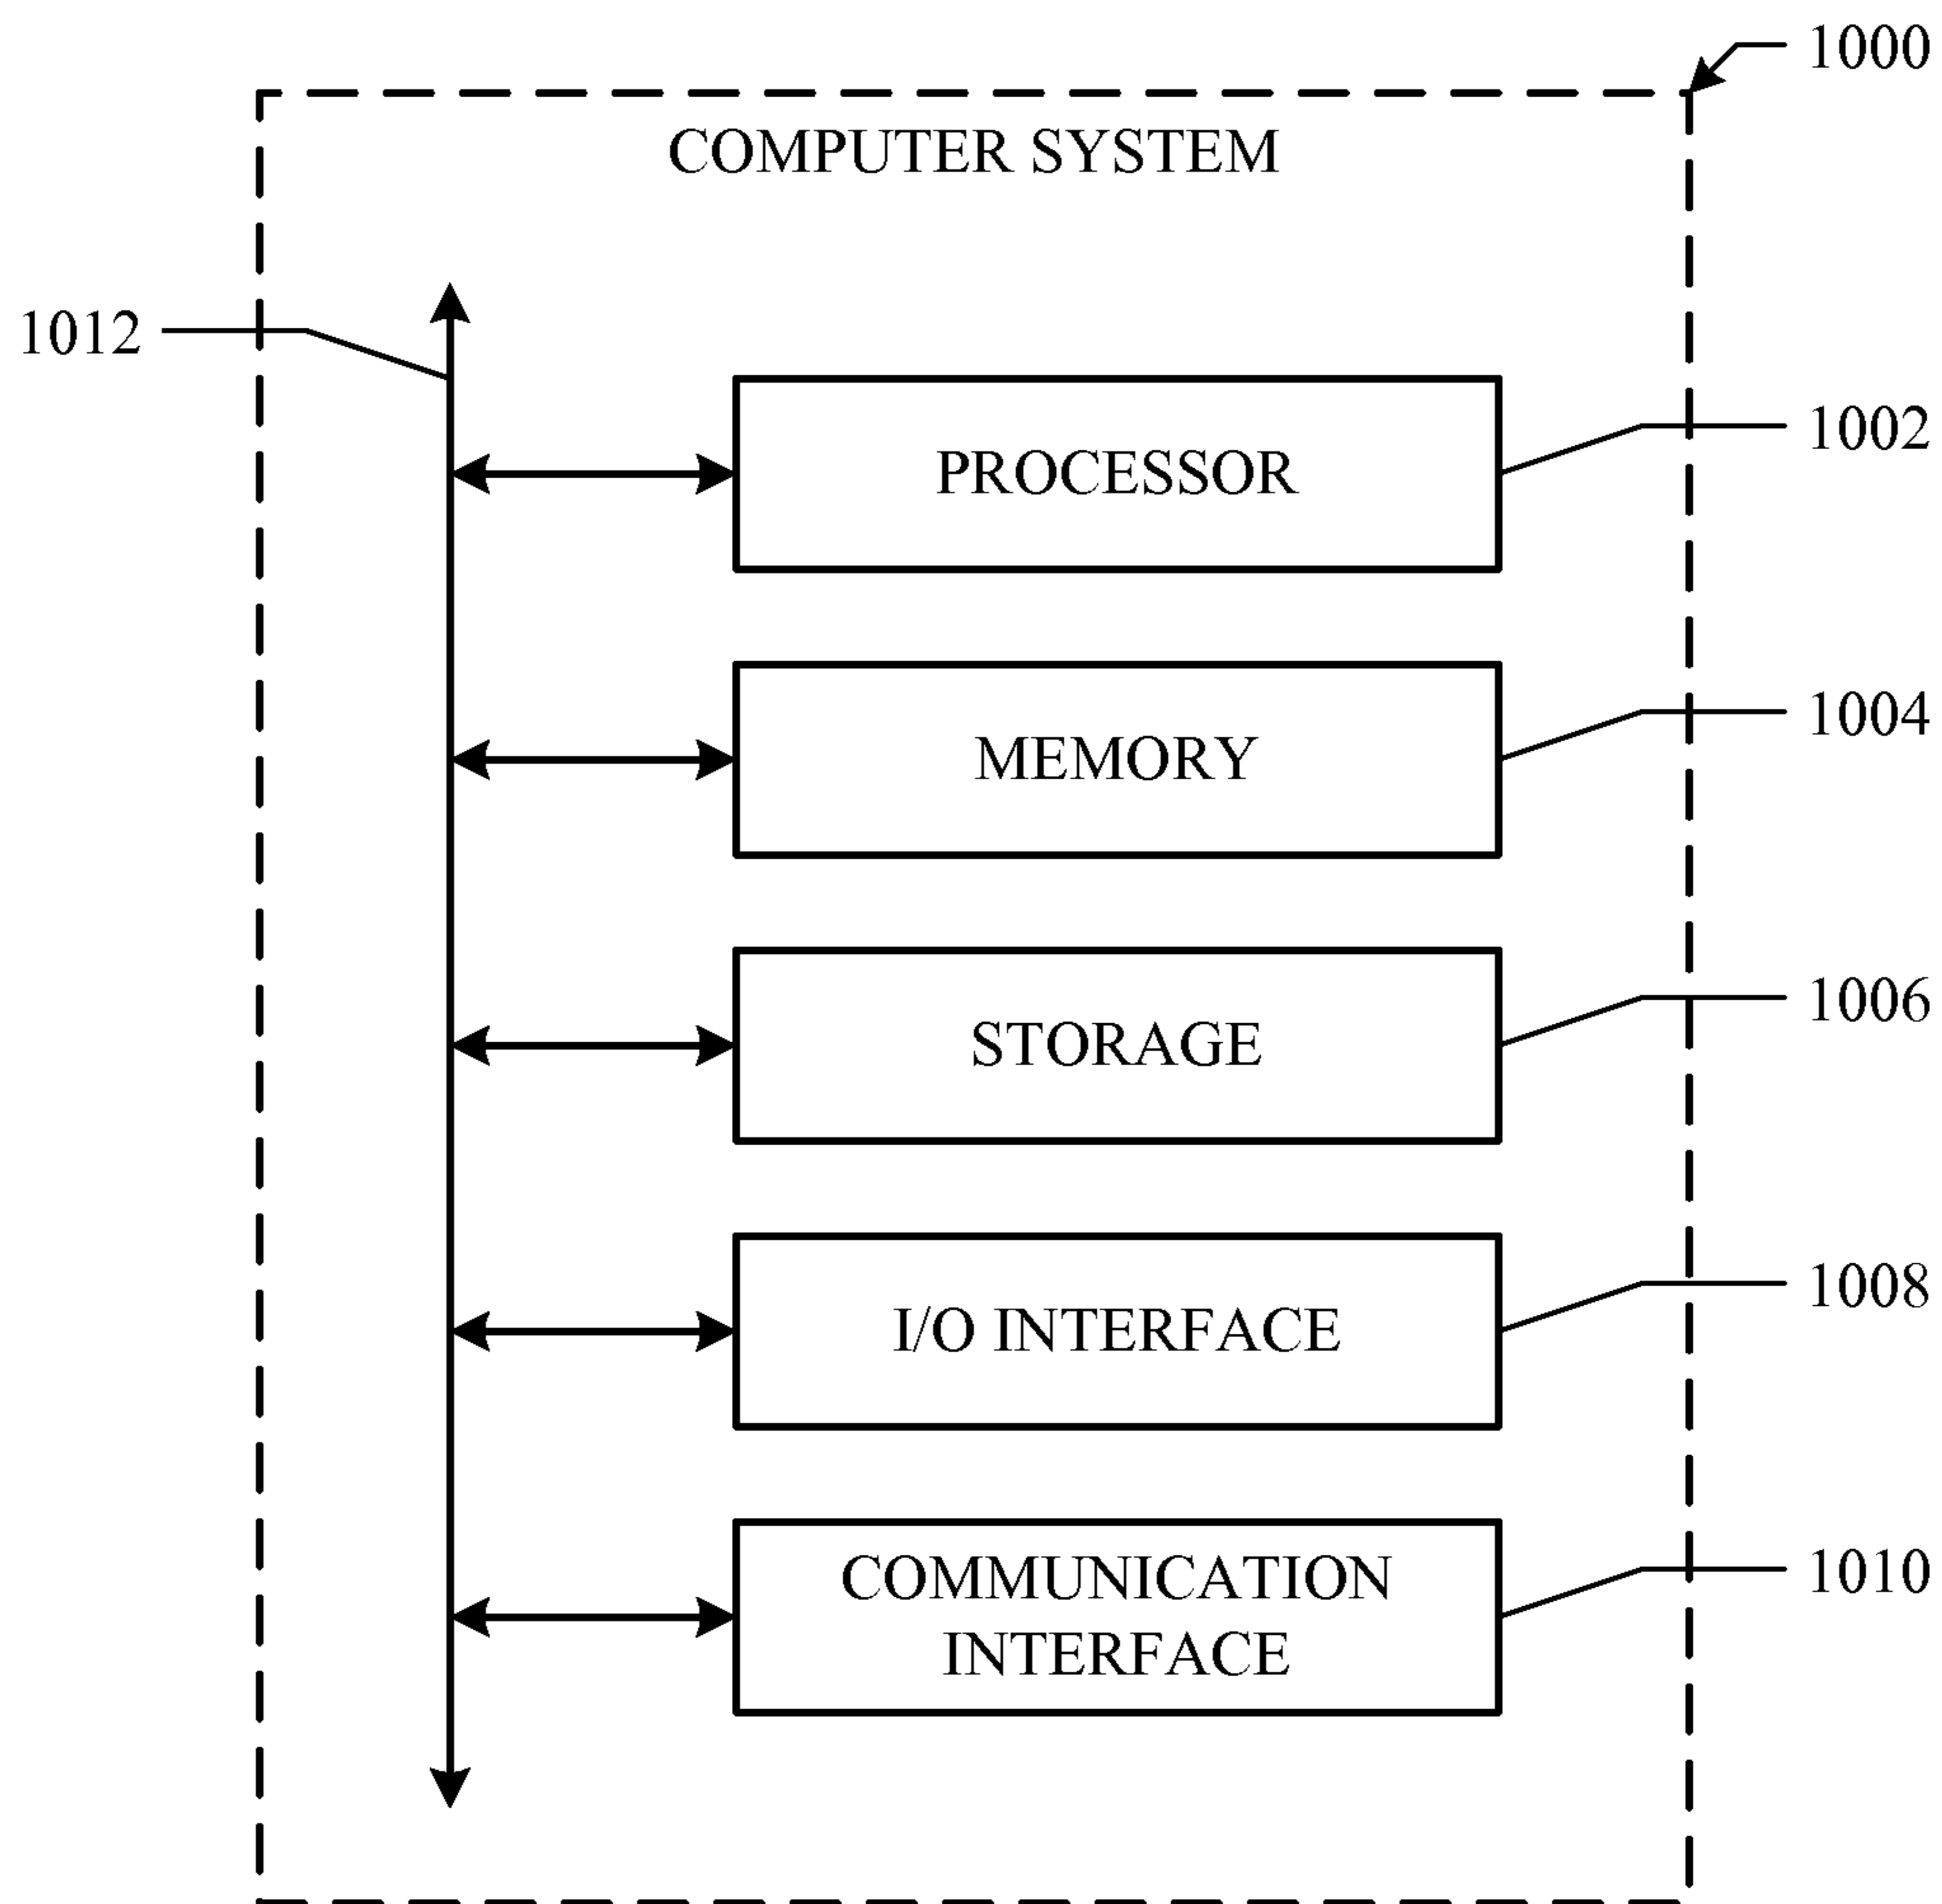 1000
COMPUTER SYSTEM
1012
1002
PROCESSOR
1004
MEMORY
1006
STORAGE
1008
I/O INTERFACE
1010
COMMUNICATION
INTERFACE